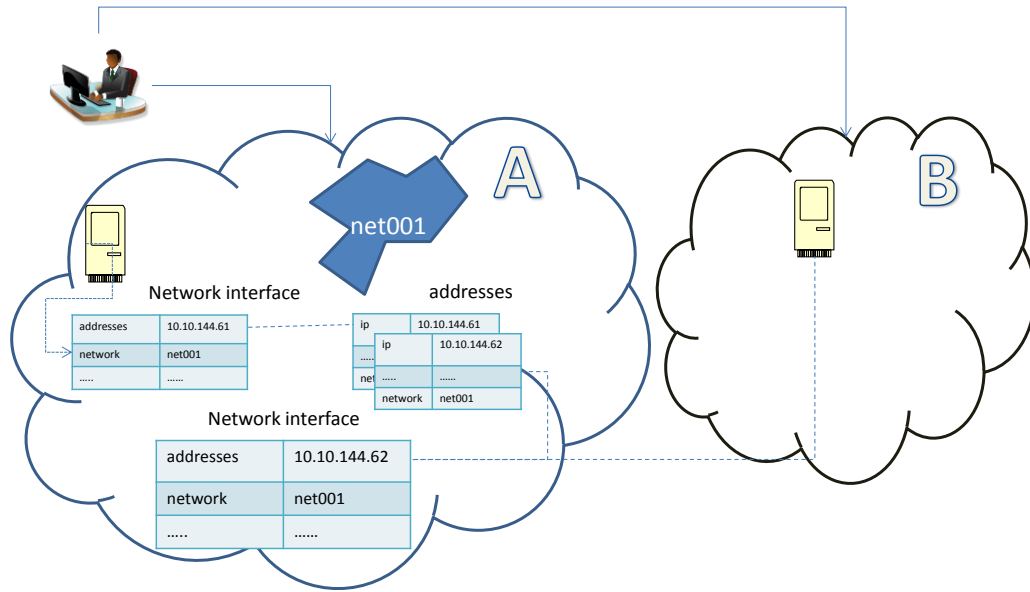 A
B
net001
Network interface
addresses 10.10.144.61
network net001
..... ......
addresses
ip 10.10.144.61
.....
net
ip 10.10.144.62
..... ......
network net001
Network interface
addresses 10.10.144.62
network net001
..... ......